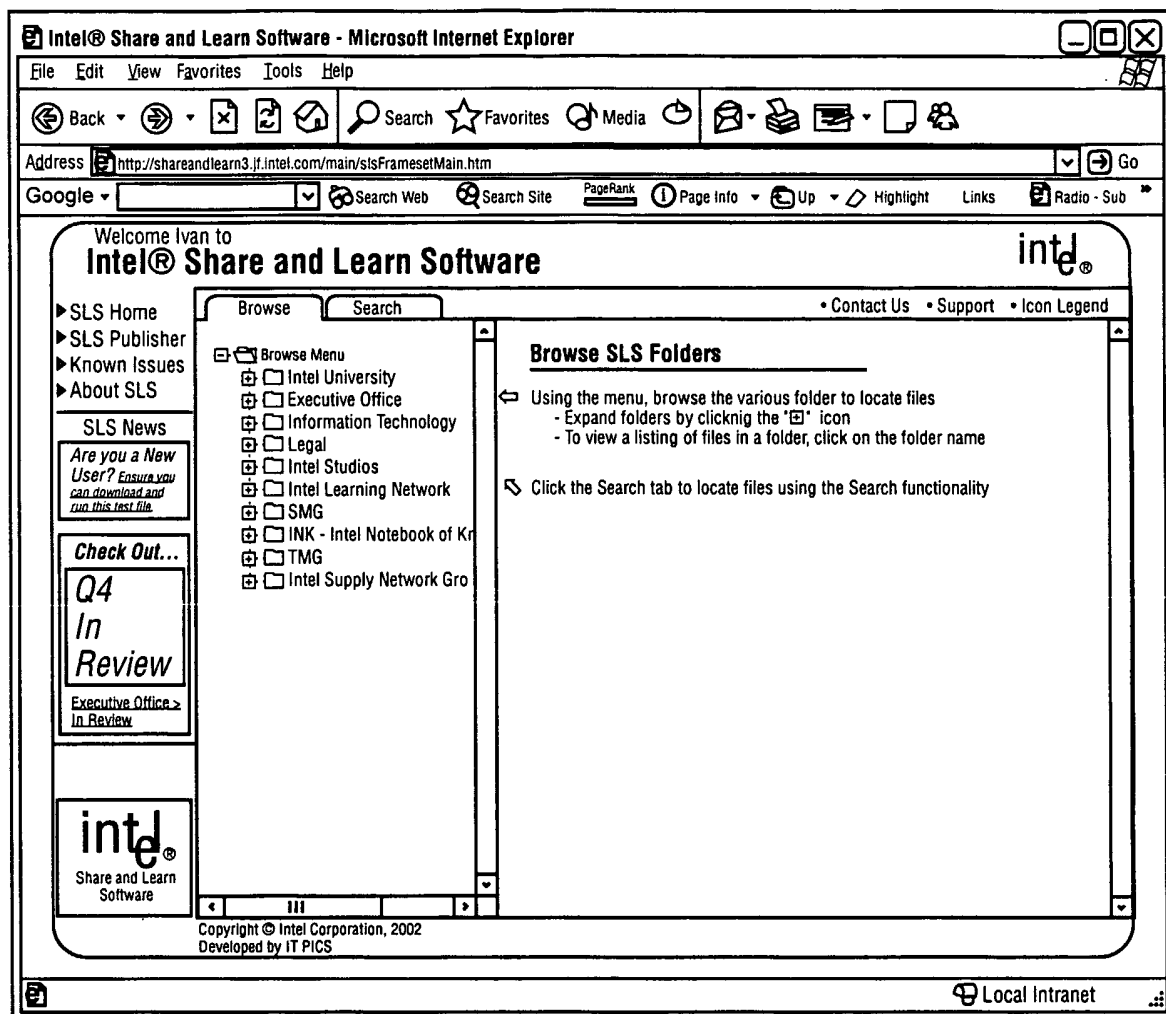 Intel® Share and Learn Software - Microsoft Internet Explorer
File Edit View Favorites Tools Help
Back Search Favorites Media
Address http://shareandlearn3.jf.intel.com/main/slsFramesetMain.htm Go
Google Search Web Search Site PageRank Page Info Up Highlight Links Radio - Sub »
Welcome Ivan to
Intel® Share and Learn Software
intel®
SLS Home
SLS Publisher
Known Issues
About SLS
SLS News
Are you a New
User? Ensure you
can download and
run this test file
Check Out...
Q4
In
Review
Executive Office >
In Review
intel®
Share and Learn
Software
Browse Search
• Contact Us • Support • Icon Legend
Browse Menu
Intel University
Executive Office
Information Technology
Legal
Intel Studios
Intel Learning Network
SMG
INK - Intel Notebook of Kr
TMG
Intel Supply Network Gro
Browse SLS Folders
Using the menu, browse the various folder to locate files
- Expand folders by clicknig the "⊞" icon
- To view a listing of files in a folder, click on the folder name
Click the Search tab to locate files using the Search functionality
Copyright © Intel Corporation, 2002
Developed by IT PICS
Local Intranet